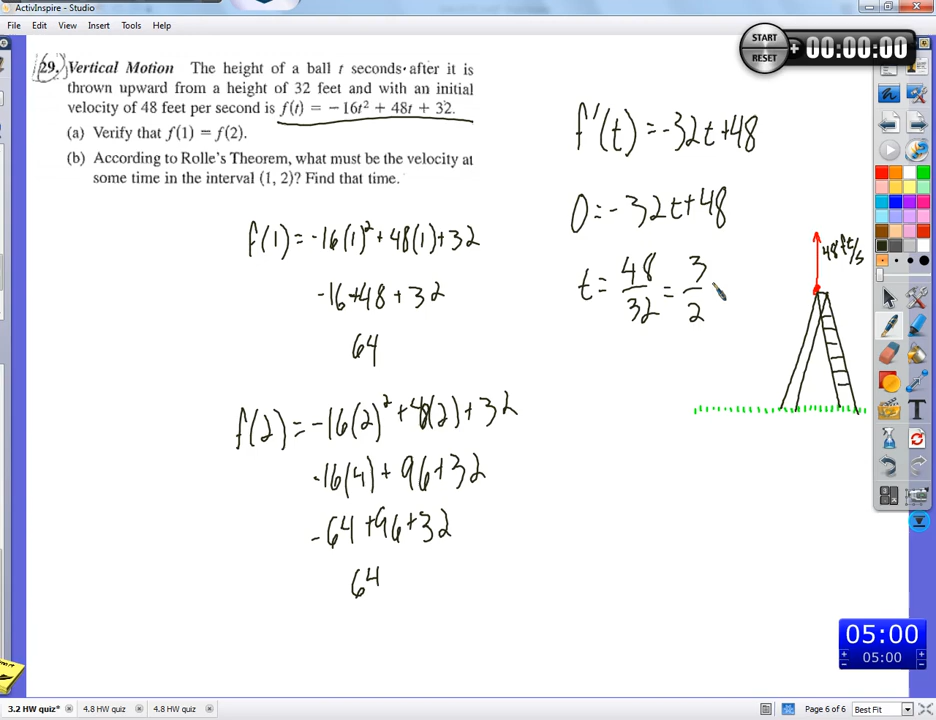 ActivInspire - Studio
File Edit View Insert Tools Help
START
RESET
+ 00:00:00
29. Vertical Motion The height of a ball t seconds after it is
thrown upward from a height of 32 feet and with an initial
velocity of 48 feet per second is f(t) = −16t² + 48t + 32.
(a) Verify that f(1) = f(2).
(b) According to Rolle's Theorem, what must be the velocity at
some time in the interval (1, 2)? Find that time.
f(1) = -16(1)² + 48(1) + 32
-16+48 + 32
64
f(2) = -16(2)² + 48(2) + 32
-16(4) + 96 + 32
-64 + 96 + 32
64
f'(t) = -32t + 48
0 = -32t + 48
t = 48/32 = 3/2
48 ft/s
05:00
05:00
3.2 HW quiz* 4.8 HW quiz 4.8 HW quiz
Page 6 of 6 Best Fit